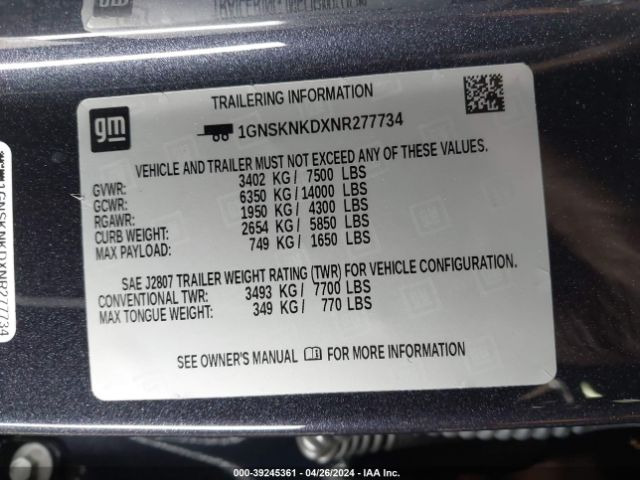 TRAILERING INFORMATION
gm
1GNSKNKDXNR277734
VEHICLE AND TRAILER MUST NOT EXCEED ANY OF THESE VALUES.
GVWR: 3402 KG / 7500 LBS
GCWR: 6350 KG / 14000 LBS
RGAWR: 1950 KG / 4300 LBS
CURB WEIGHT: 2654 KG / 5850 LBS
MAX PAYLOAD: 749 KG / 1650 LBS
SAE J2807 TRAILER WEIGHT RATING (TWR) FOR VEHICLE CONFIGURATION.
CONVENTIONAL TWR: 3493 KG / 7700 LBS
MAX TONGUE WEIGHT: 349 KG / 770 LBS
SEE OWNER'S MANUAL FOR MORE INFORMATION
1GNSKNKDXNR277734
000-39245361 - 04/26/2024 - IAA Inc.